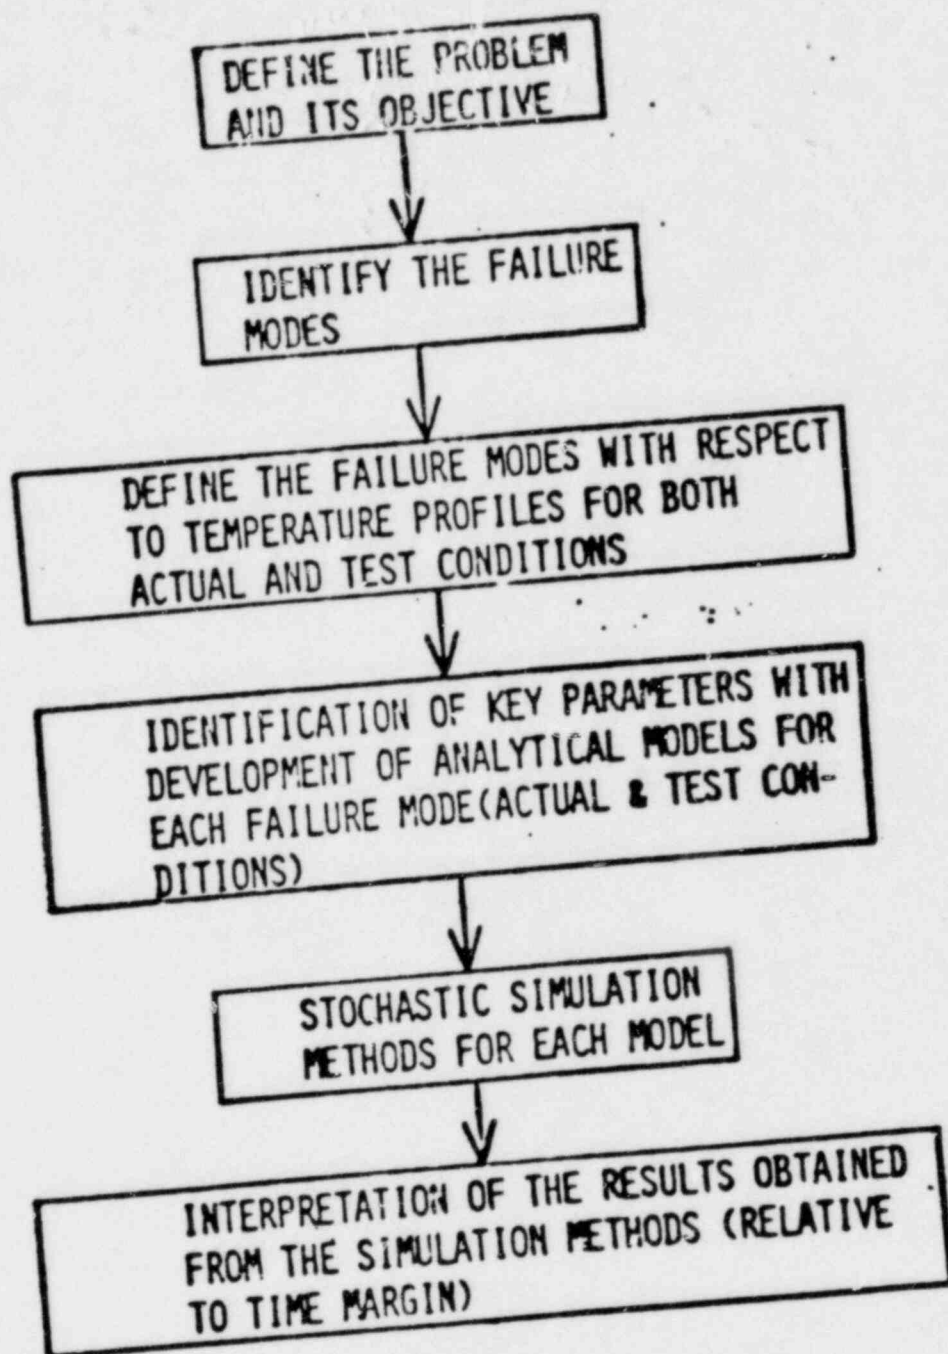 DEFINE THE PROBLEM
AND ITS OBJECTIVE
IDENTIFY THE FAILURE
MODES
DEFINE THE FAILURE MODES WITH RESPECT
TO TEMPERATURE PROFILES FOR BOTH
ACTUAL AND TEST CONDITIONS
IDENTIFICATION OF KEY PARAMETERS WITH
DEVELOPMENT OF ANALYTICAL MODELS FOR
EACH FAILURE MODE(ACTUAL & TEST CON-
DITIONS)
STOCHASTIC SIMULATION
METHODS FOR EACH MODEL
INTERPRETATION OF THE RESULTS OBTAINED
FROM THE SIMULATION METHODS (RELATIVE
TO TIME MARGIN)